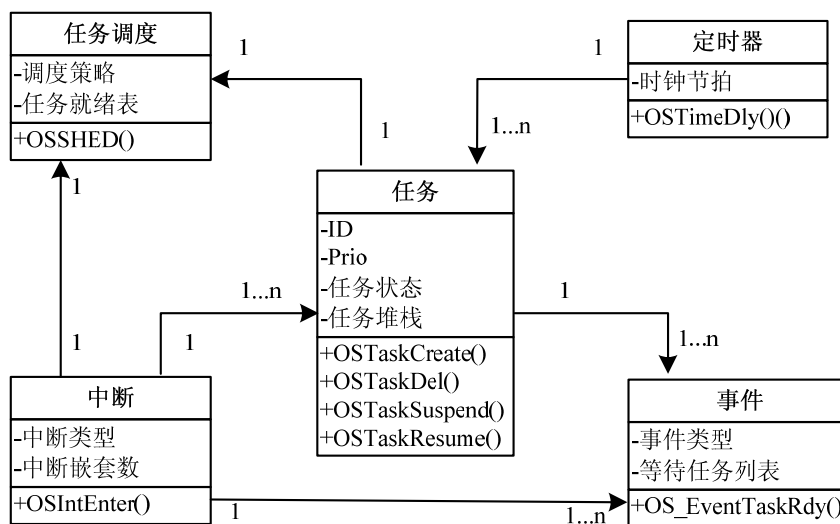 任务调度
-调度策略
-任务就绪表
+OSSHED()
1
1
定时器
-时钟节拍
+OSTimeDly()()
1
1...n
任务
-ID
-Prio
-任务状态
-任务堆栈
+OSTaskCreate()
+OSTaskDel()
+OSTaskSuspend()
+OSTaskResume()
1
1
1...n
1
1
1...n
中断
-中断类型
-中断嵌套数
+OSIntEnter()
1
1...n
事件
-事件类型
-等待任务列表
+OS_EventTaskRdy()